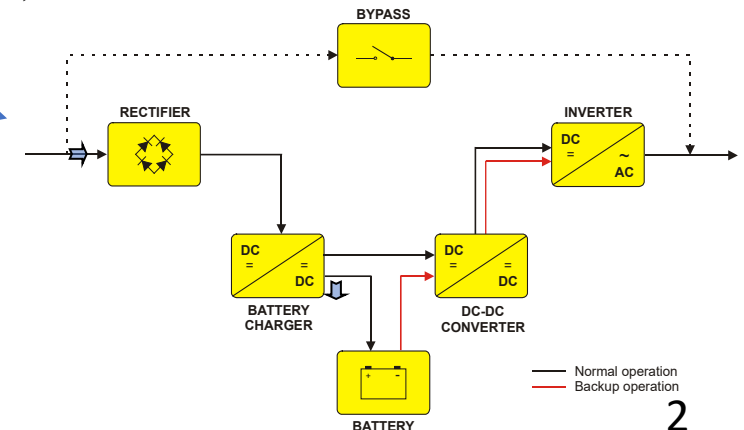 BYPASS
RECTIFIER
INVERTER
DC
=
~
AC
DC
=
=
DC
DC
=
=
DC
BATTERY
CHARGER
DC-DC
CONVERTER
+ -
BATTERY
Normal operation
Backup operation
2